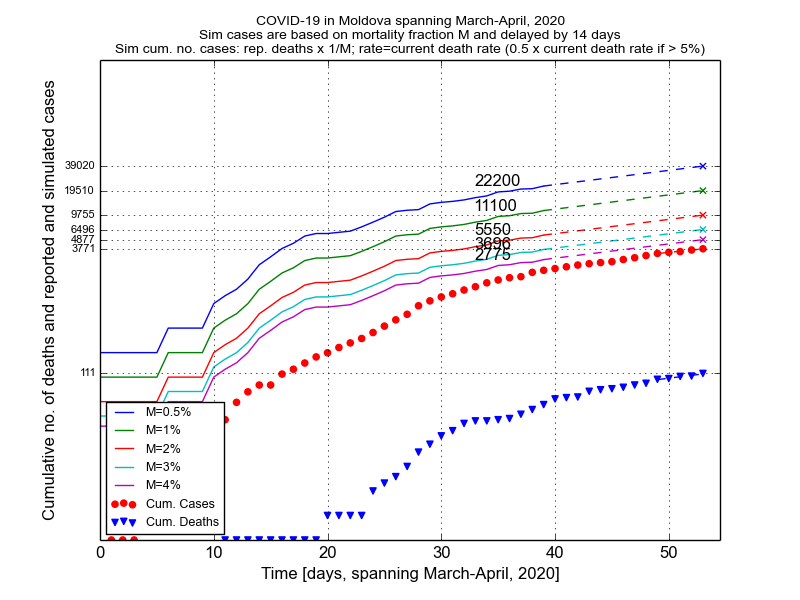 COVID-19 in Moldova spanning March-April, 2020
Sim cases are based on mortality fraction M and delayed by 14 days
Sim cum. no. cases: rep. deaths x 1/M; rate=current death rate (0.5 x current death rate if > 5%)
Cumulative no. of deaths and reported and simulated cases
39020
19510
9755
6496
4877
3771
111
22200
11100
5550
3696
2775
M=0.5%
M=1%
M=2%
M=3%
M=4%
Cum. Cases
Cum. Deaths
0 10 20 30 40 50
Time [days, spanning March-April, 2020]